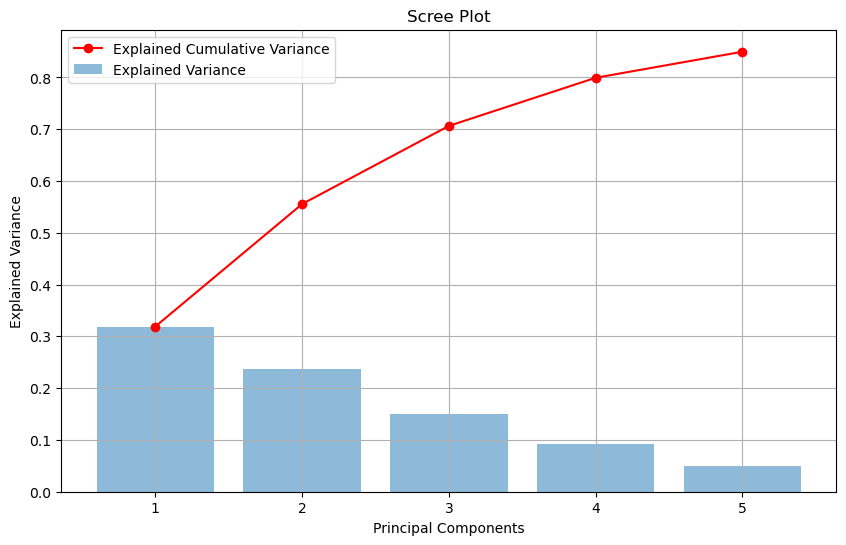 Scree Plot
Explained Cumulative Variance
Explained Variance
Explained Variance
0.8
0.7
0.6
0.5
0.4
0.3
0.2
0.1
0.0
1 2 3 4 5
Principal Components